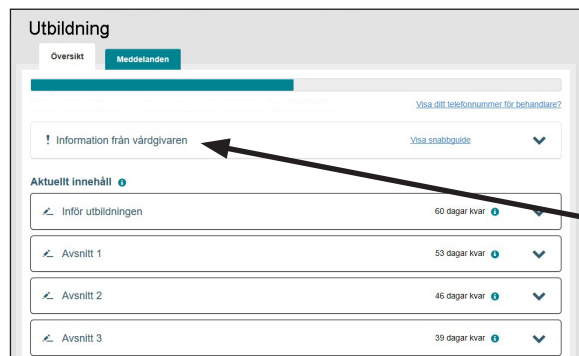 Utbildning
Översikt Meddelanden
Visa ditt telefonnummer för behandlare?
! Information från vårdgivaren Visa snabbguide
Aktuellt innehåll
Inför utbildningen 60 dagar kvar
Avsnitt 1 53 dagar kvar
Avsnitt 2 46 dagar kvar
Avsnitt 3 39 dagar kvar